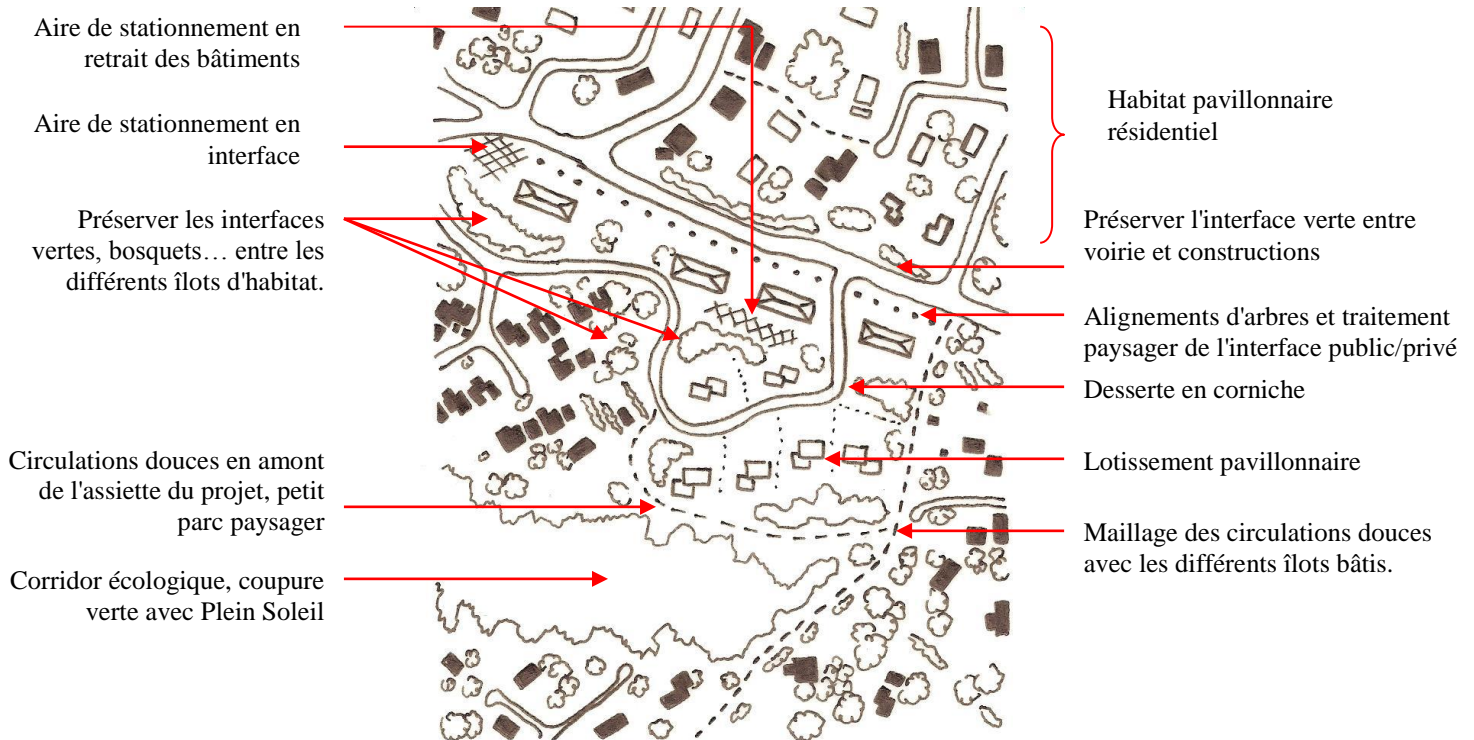 Aire de stationnement en
retrait des bâtiments
Aire de stationnement en
interface
Préserver les interfaces
vertes, bosquets… entre les
différents îlots d'habitat.
Circulations douces en amont
de l'assiette du projet, petit
parc paysager
Corridor écologique, coupure
verte avec Plein Soleil
Habitat pavillonnaire
résidentiel
Préserver l'interface verte entre
voirie et constructions
Alignements d'arbres et traitement
paysager de l'interface public/privé
Desserte en corniche
Lotissement pavillonnaire
Maillage des circulations douces
avec les différents îlots bâtis.